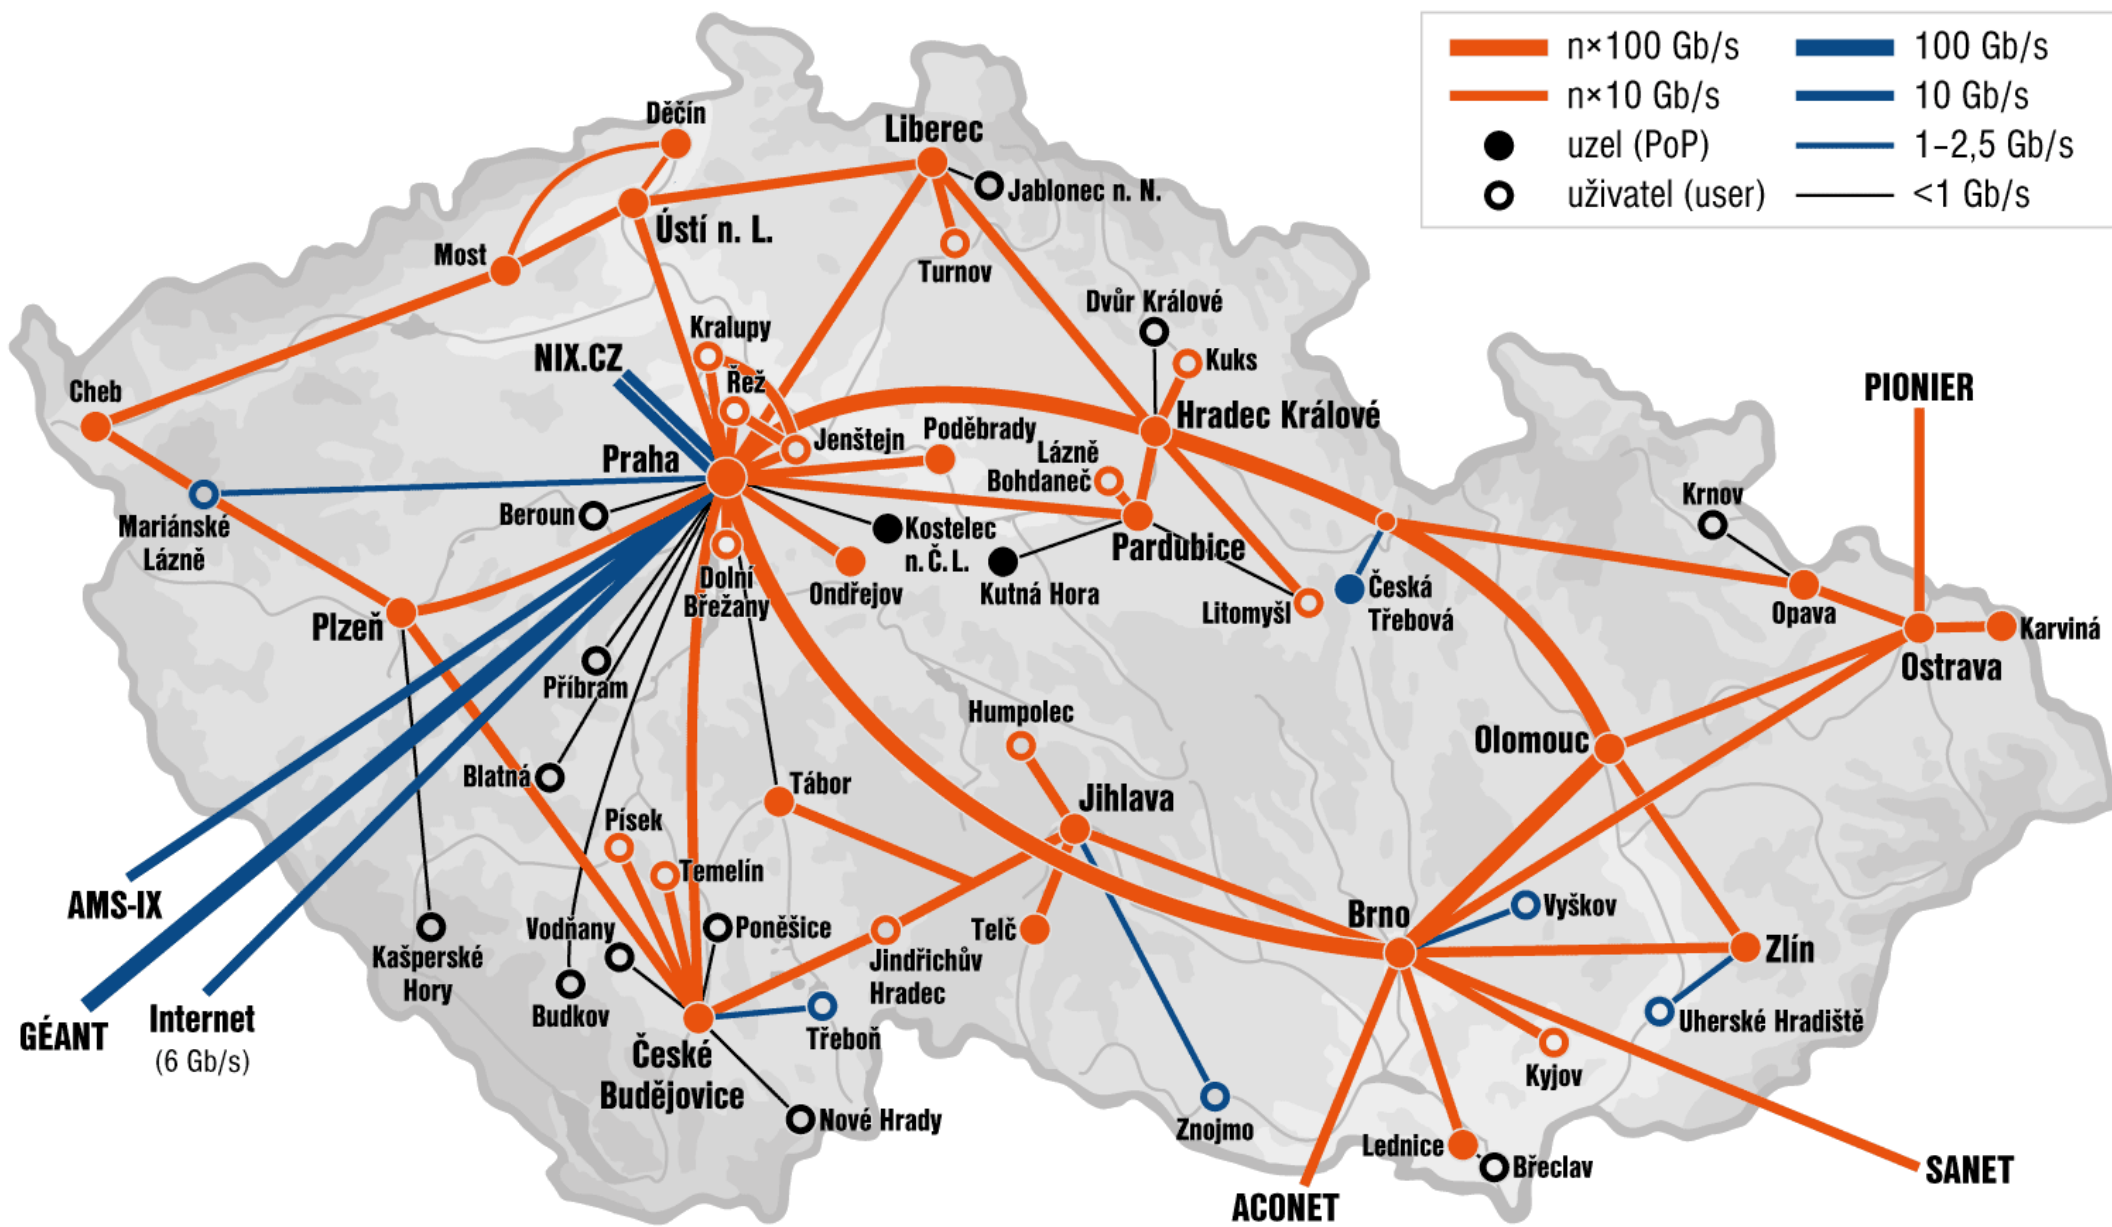 n×100 Gb/s
100 Gb/s
n×10 Gb/s
10 Gb/s
uzel (PoP)
1–2,5 Gb/s
uživatel (user)
<1 Gb/s
Děčín
Liberec
Jablonec n. N.
Ústí n. L.
Most
Turnov
Dvůr Králové
Kralupy
NIX.CZ
Kuks
Řež
Cheb
PIONIER
Hradec Králové
Jenštejn
Poděbrady
Praha
Lázně
Bohdaneč
Krnov
Beroun
Mariánské
Lázně
Kostelec
n. Č. L.
Pardubice
Dolní
Břežany
Ondřejov
Kutná Hora
Litomyšl
Česká
Třebová
Opava
Plzeň
Karviná
Ostrava
Příbram
Humpolec
Olomouc
Blatná
Tábor
Jihlava
Písek
Temelín
AMS-IX
Vodňany
Poněšice
Telč
Brno
Vyškov
Zlín
Kašperské
Hory
Jindřichův
Hradec
Budkov
GÉANT
Internet
(6 Gb/s)
Třeboň
Uherské Hradiště
České
Budějovice
Kyjov
Nové Hrady
Znojmo
Lednice
Břeclav
SANET
ACONET